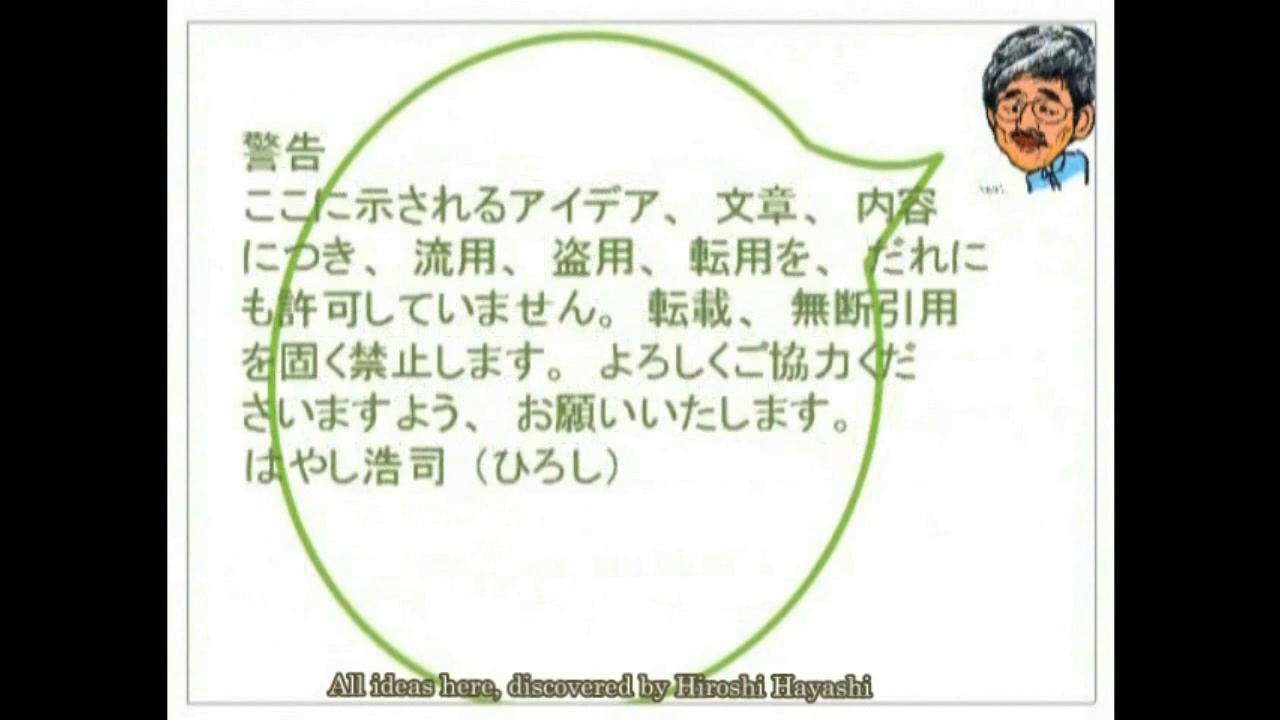 警告
ここに示されるアイデア、文章、内容
につき、流用、盗用、転用を、だれに
も許可していません。転載、無断引用
を固く禁止します。よろしくご協力くだ
さいますよう、お願いいたします。
はやし浩司（ひろし）
All ideas here, discovered by Hiroshi Hayashi